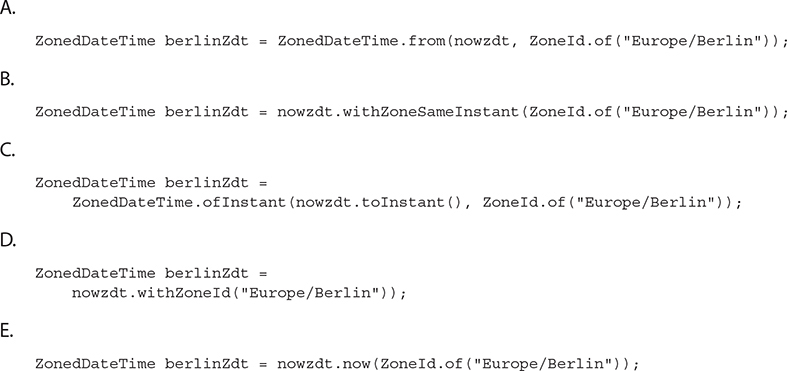 A.
ZonedDateTime berlinZdt = ZonedDateTime.from(nowzdt, ZoneId.of("Europe/Berlin"));
B.
ZonedDateTime berlinZdt = nowzdt.withZoneSameInstant(ZoneId.of("Europe/Berlin"));
C.
ZonedDateTime berlinZdt =
ZonedDateTime.ofInstant(nowzdt.toInstant(), ZoneId.of("Europe/Berlin"));
D.
ZonedDateTime berlinZdt =
nowzdt.withZoneId("Europe/Berlin"));
E.
ZonedDateTime berlinZdt = nowzdt.now(ZoneId.of("Europe/Berlin"));